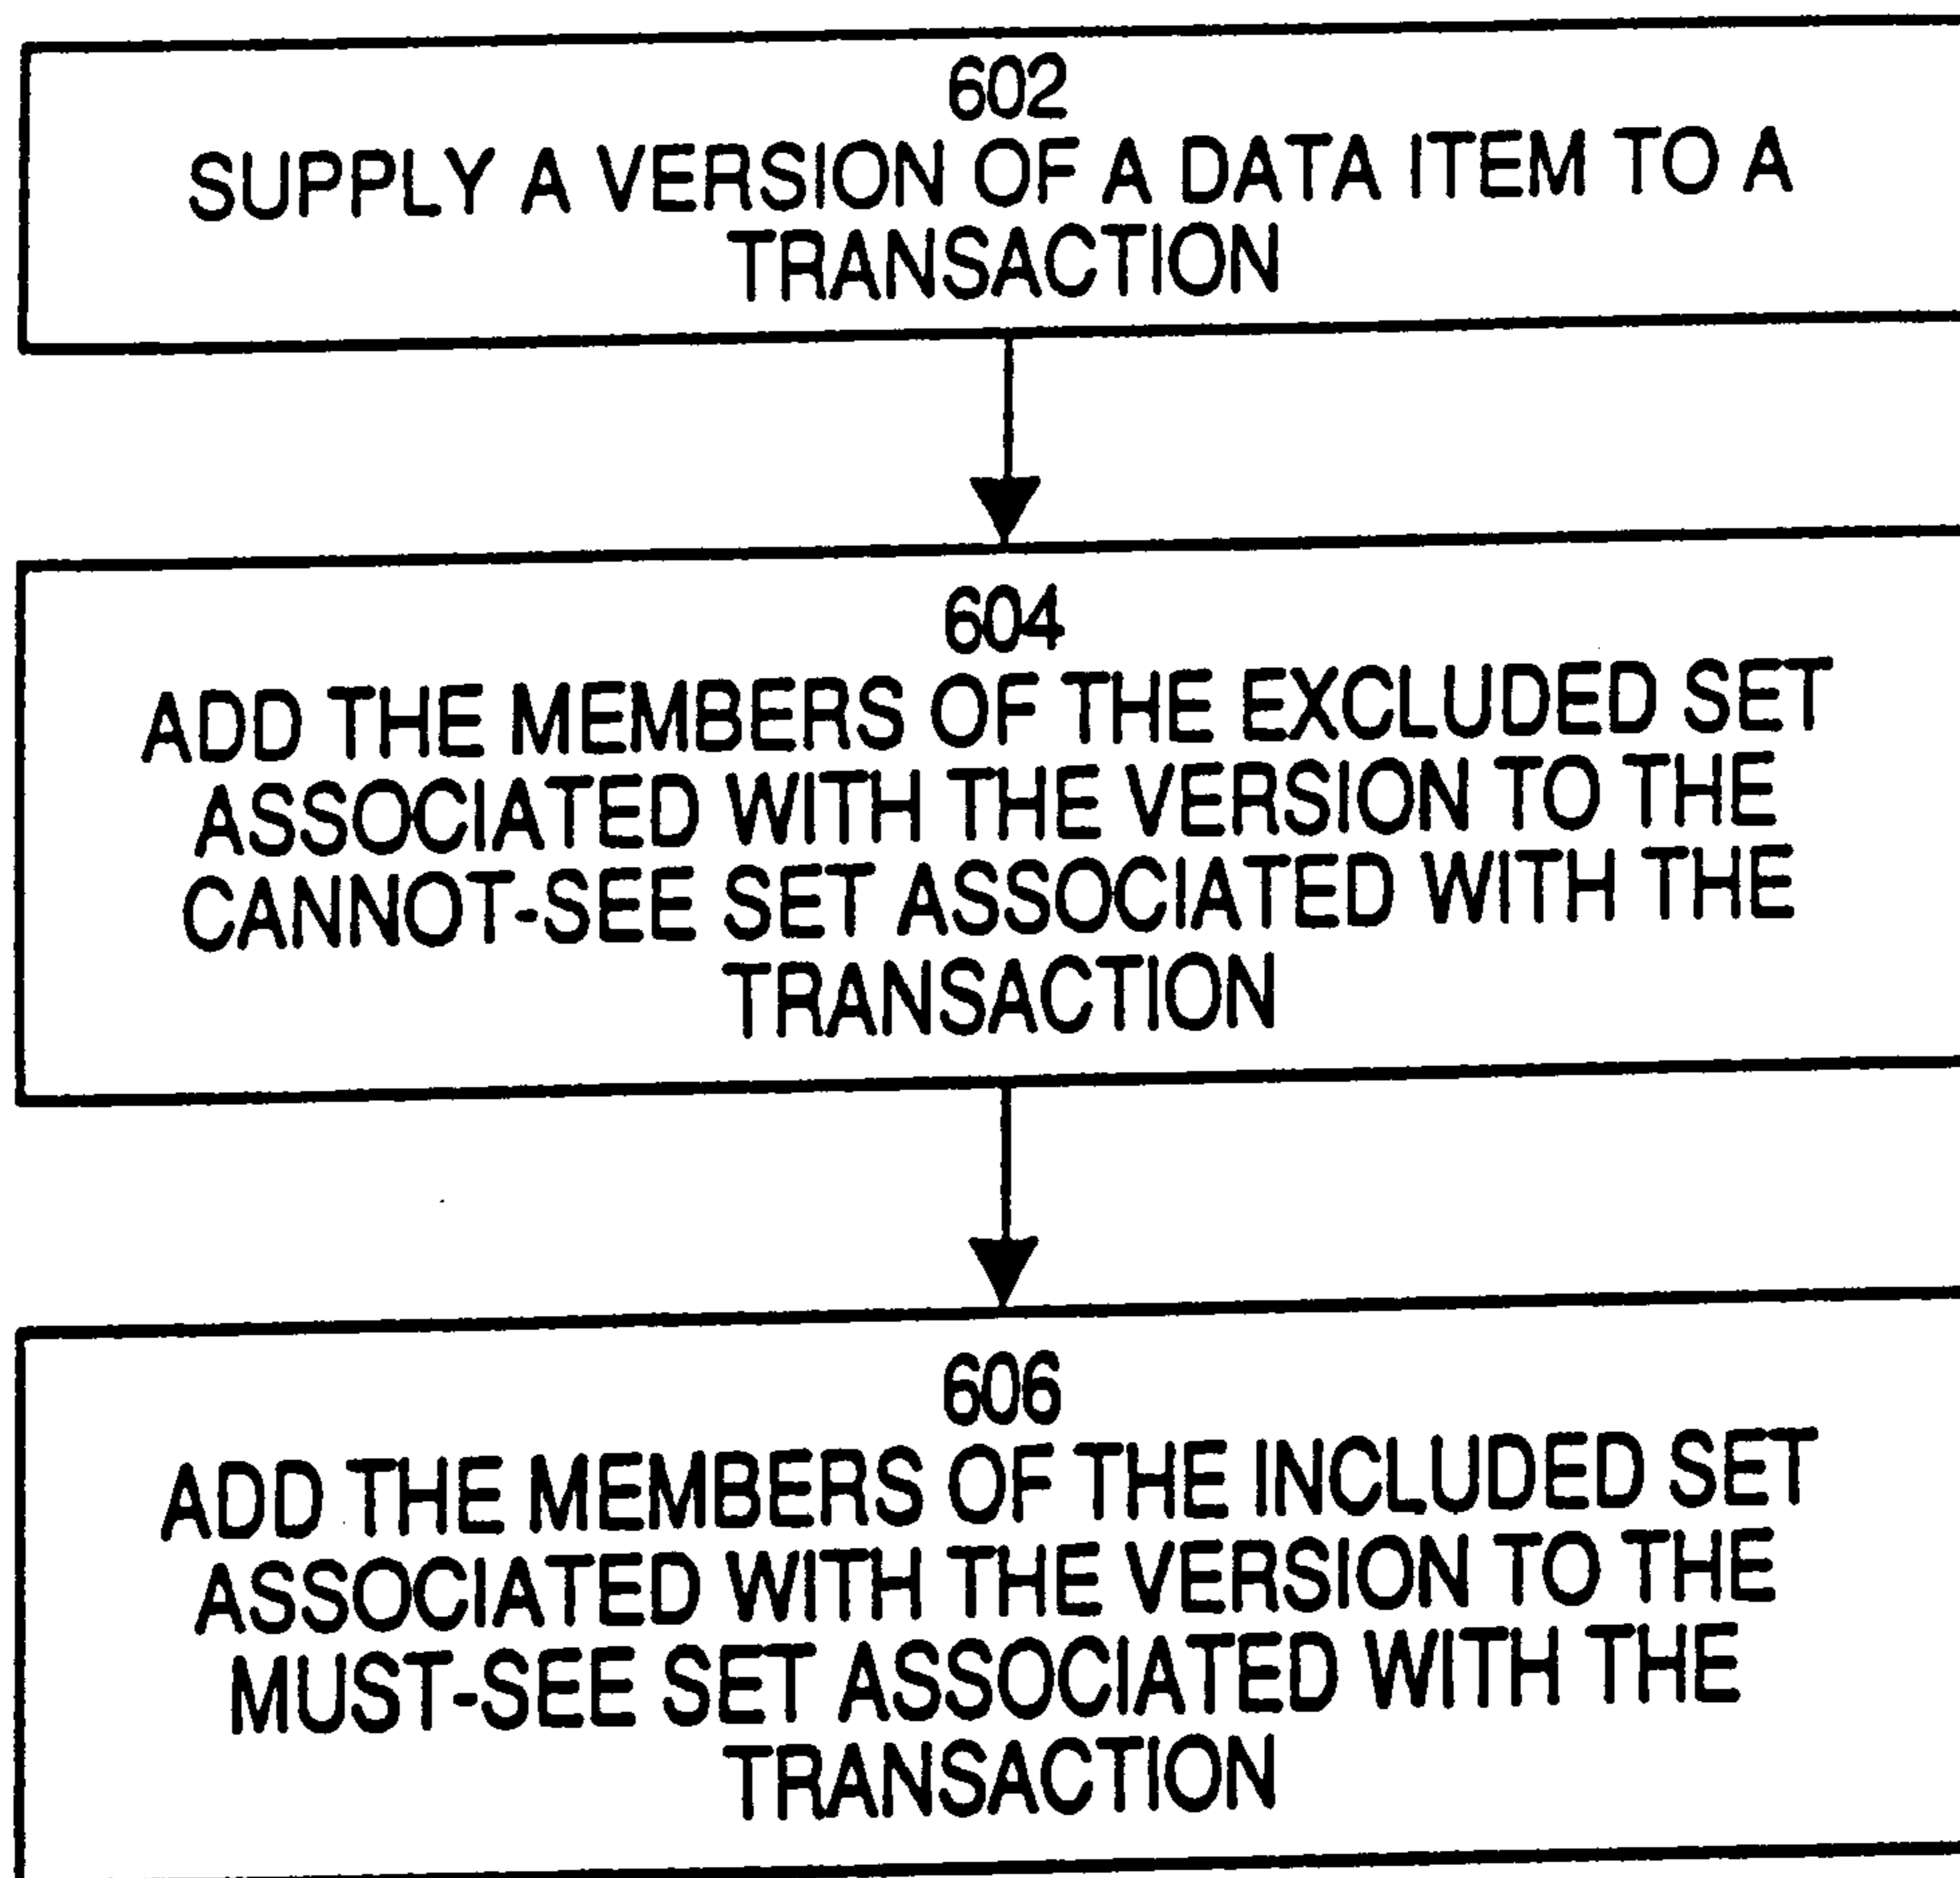 602
SUPPLY A VERSION OF A DATA ITEM TO A
TRANSACTION
604
ADD THE MEMBERS OF THE EXCLUDED SET
ASSOCIATED WITH THE VERSION TO THE
CANNOT-SEE SET ASSOCIATED WITH THE
TRANSACTION
606
ADD THE MEMBERS OF THE INCLUDED SET
ASSOCIATED WITH THE VERSION TO THE
MUST-SEE SET ASSOCIATED WITH THE
TRANSACTION